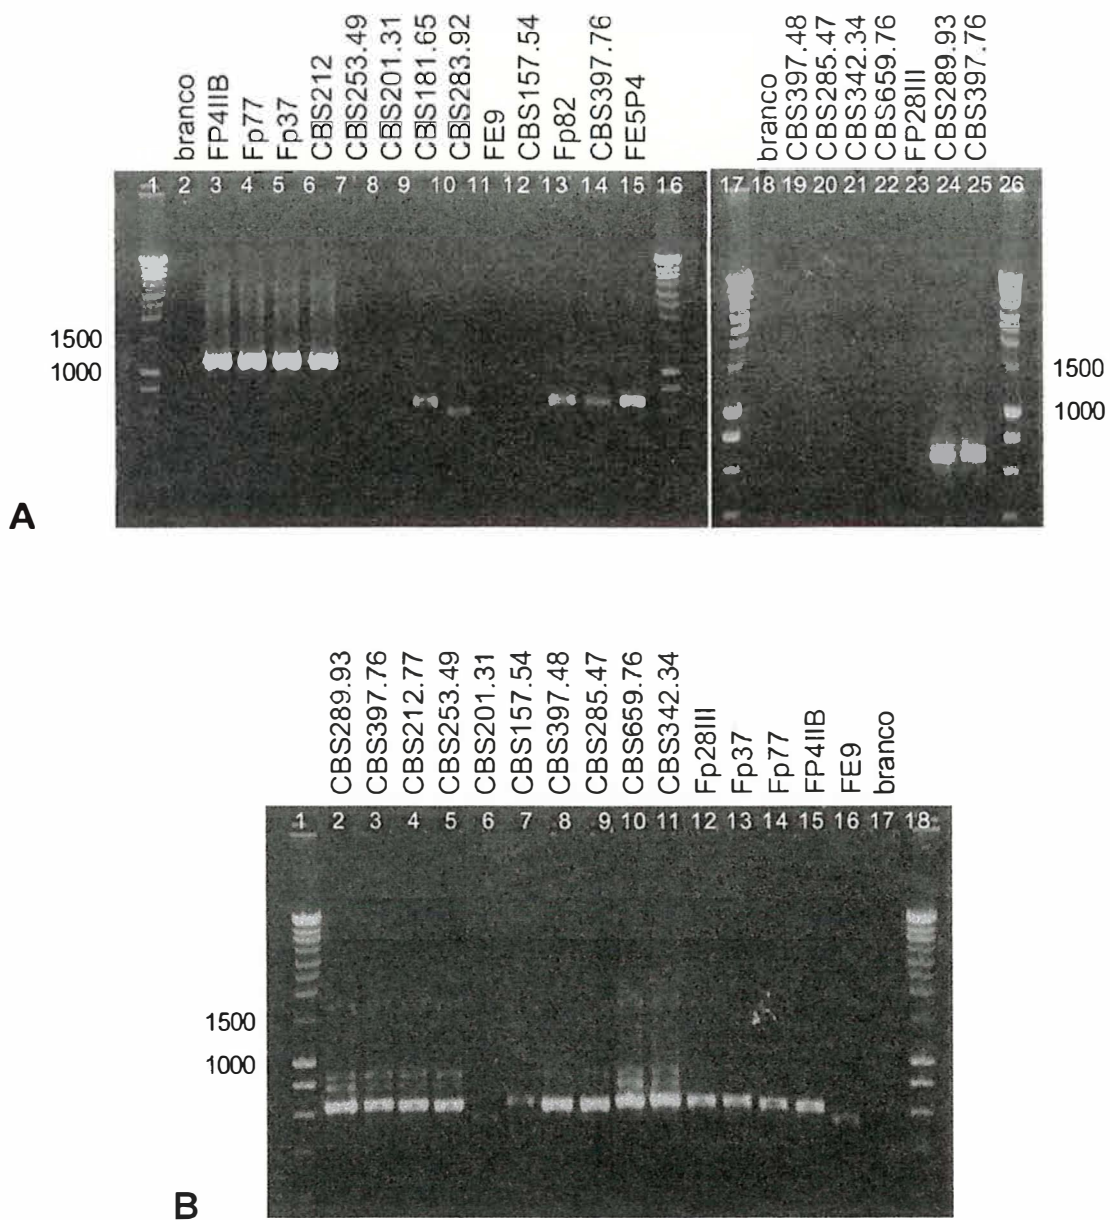 branco
FP4IIB
Fp77
Fp37
CBS212
CBS253.49
CBS201.31
CBS181.65
CBS283.92
FE9
CBS157.54
Fp82
CBS397.76
FE5P4
1 2 3 4 5 6 7 8 9 10 11 12 13 14 15 16
1500
1000
branco
CBS397.48
CBS285.47
CBS342.34
CBS659.76
FP28III
CBS289.93
CBS397.76
17 18 19 20 21 22 23 24 25 26
1500
1000
A
CBS289.93
CBS397.76
CBS212.77
CBS253.49
CBS201.31
CBS157.54
CBS397.48
CBS285.47
CBS659.76
CBS342.34
Fp28III
Fp37
Fp77
FP4IIB
FE9
branco
1 2 3 4 5 6 7 8 9 10 11 12 13 14 15 16 17 18
1500
1000
B